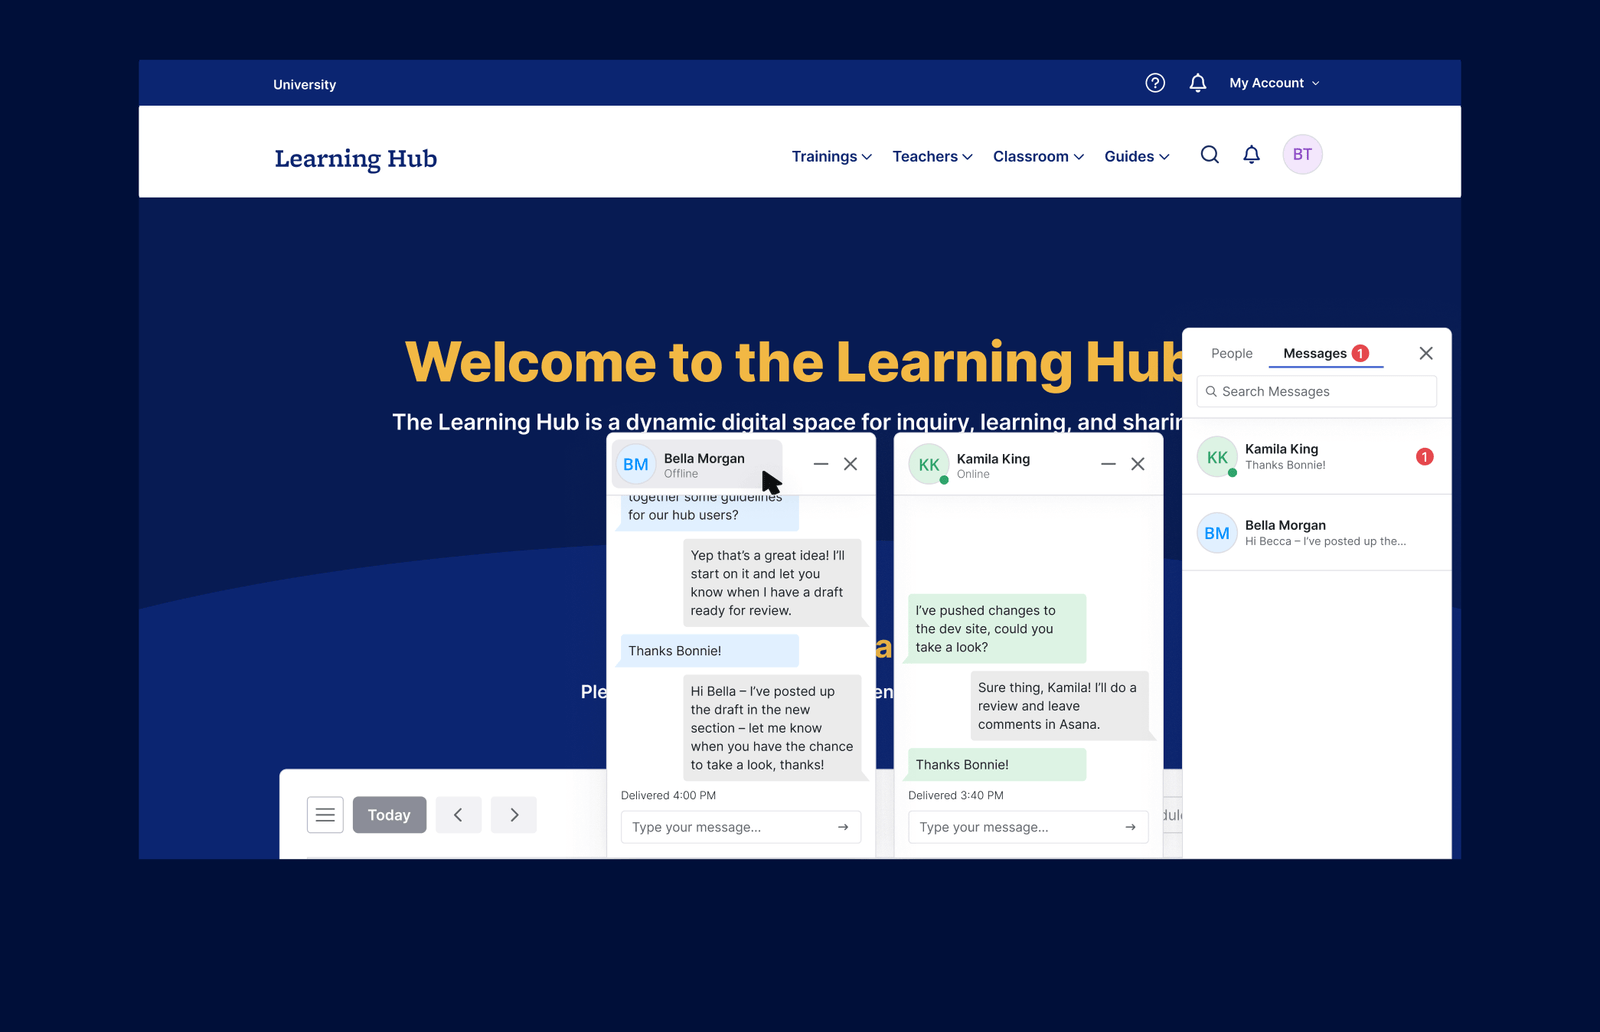 University
My Account
Learning Hub
Trainings
Teachers
Classroom
Guides
BT
Welcome to the Learning Hub
The Learning Hub is a dynamic digital space for inquiry, learning, and
BM
Bella Morgan
Offline
together some guidelines
for our hub users?
Yep that’s a great idea! I’ll
start on it and let you
know when I have a draft
ready for review.
Thanks Bonnie!
Hi Bella – I’ve posted up
the draft in the new
section – let me know
when you have the chance
to take a look, thanks!
Delivered 4:00 PM
Type your message...
KK
Kamila King
Online
I’ve pushed changes to
the dev site, could you
take a look?
Sure thing, Kamila! I’ll do a
review and leave
comments in Asana.
Thanks Bonnie!
Delivered 3:40 PM
Type your message...
People
Messages 1
Search Messages
KK
Kamila King
Thanks Bonnie!
1
BM
Bella Morgan
Hi Becca – I’ve posted up the...
Today